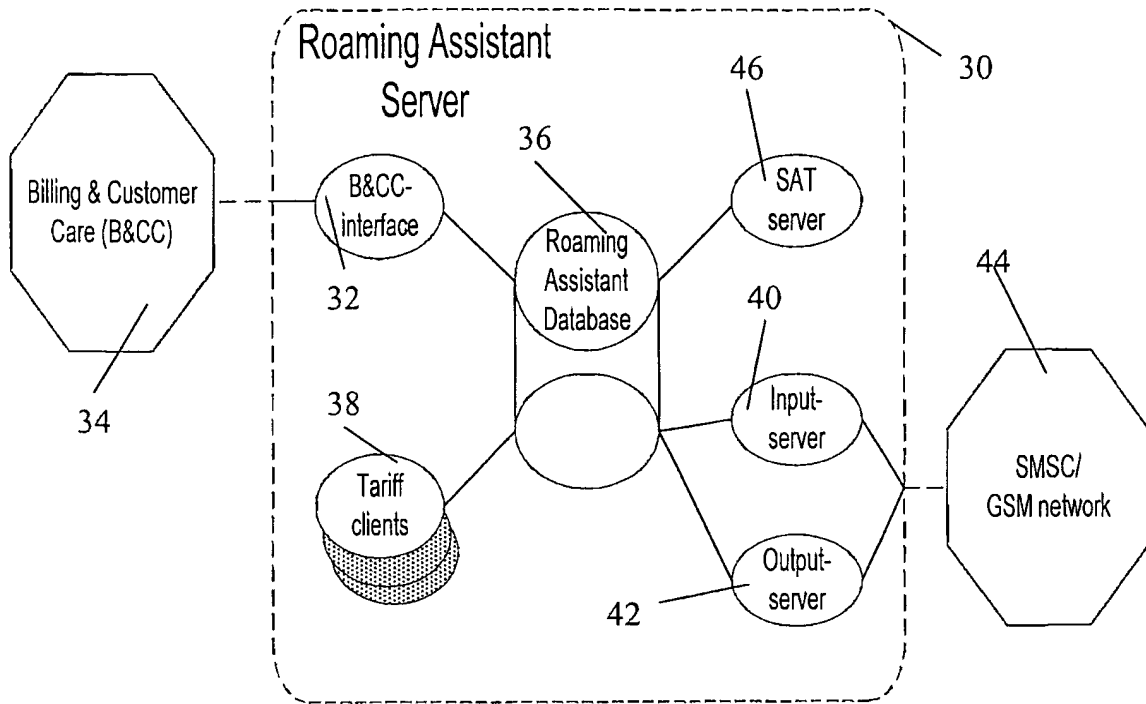 Roaming Assistant
Server
30
46
36
Billing & Customer
Care (B&CC)
B&CC-
interface
SAT
server
Roaming
Assistant
Database
32
40
44
34
38
Input-
server
Tariff
clients
SMSC/
GSM network
Output-
server
42